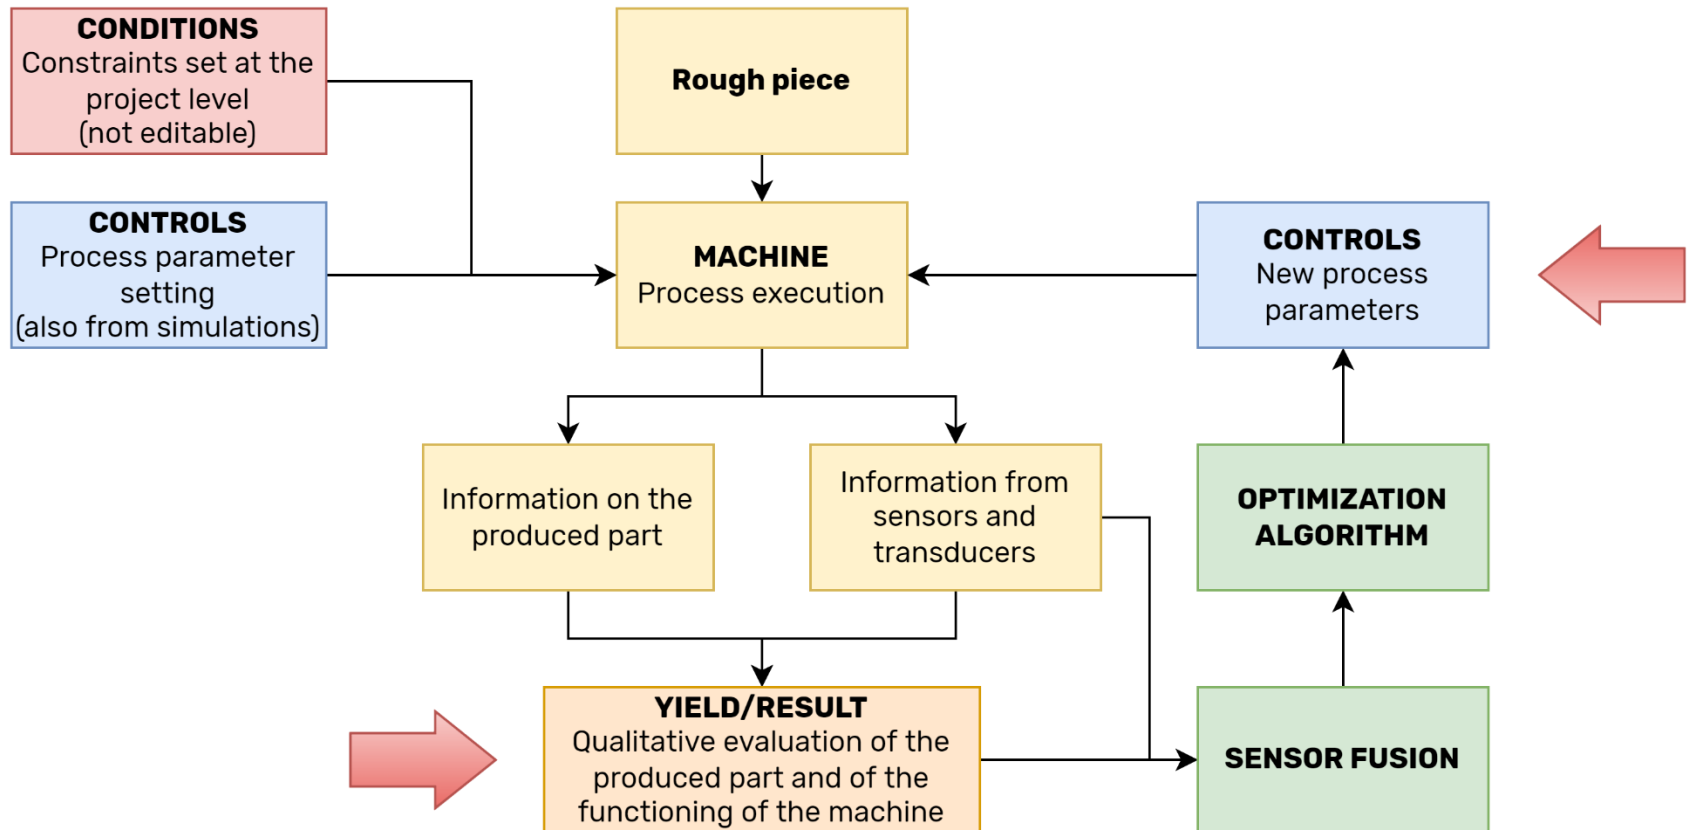 CONDITIONS
Constraints set at the
project level
(not editable)
Rough piece
CONTROLS
Process parameter
setting
(also from simulations)
MACHINE
Process execution
CONTROLS
New process
parameters
Information on the
produced part
Information from
sensors and
transducers
OPTIMIZATION
ALGORITHM
YIELD/RESULT
Qualitative evaluation of the
produced part and of the
functioning of the machine
SENSOR FUSION